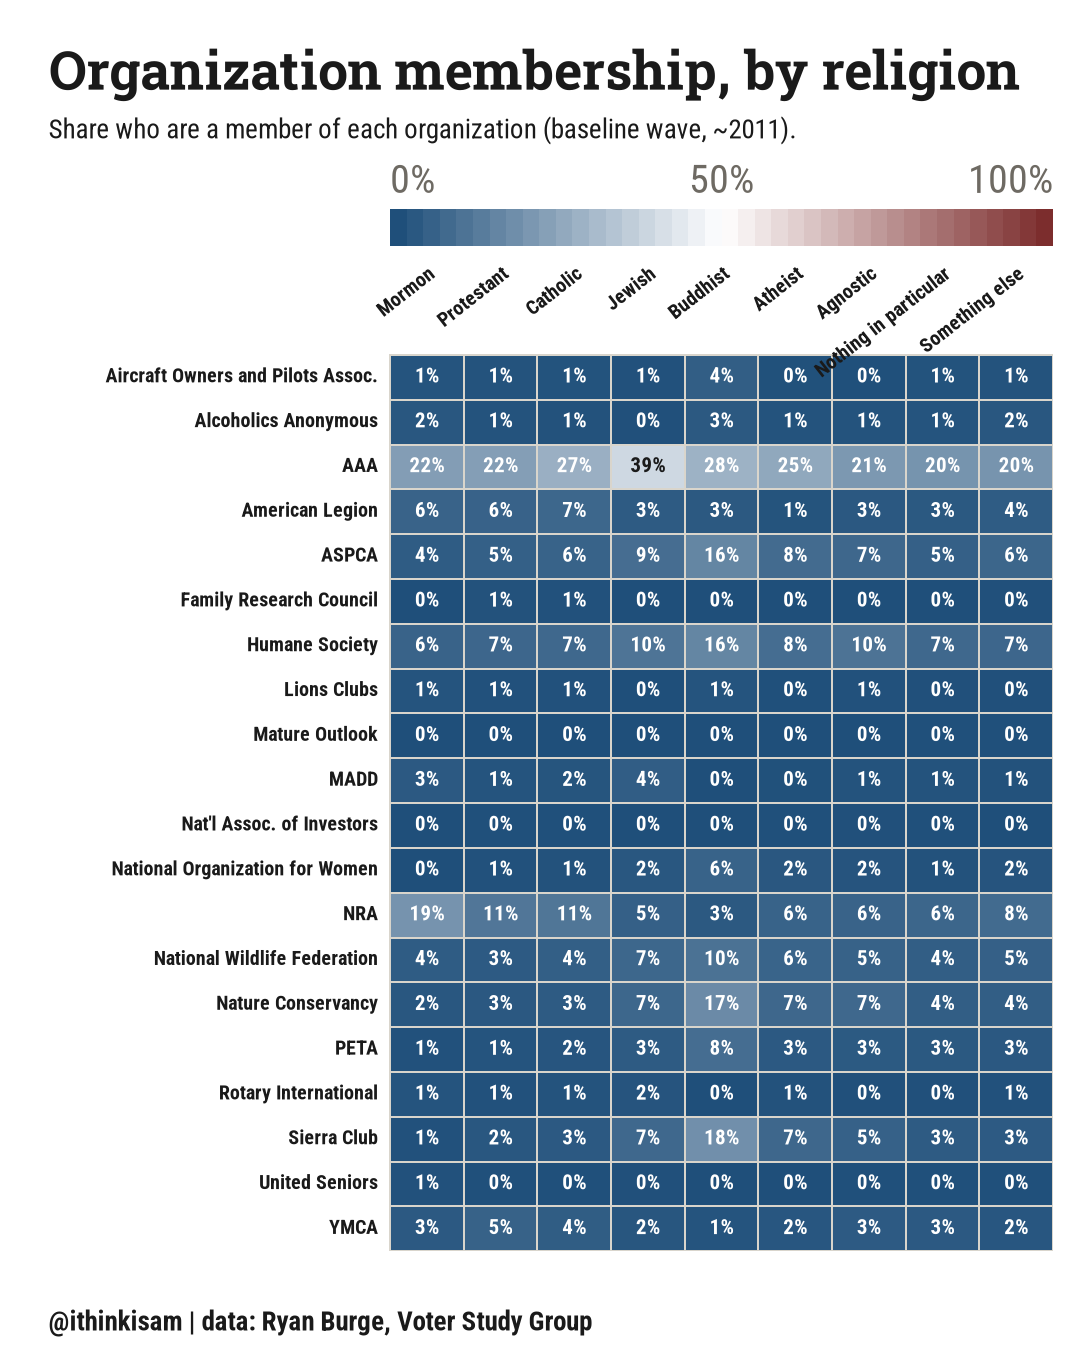 Organization membership, by religion
Share who are a member of each organization (baseline wave, ~2011).
0% 50% 100%
Mormon Protestant Catholic Jewish Buddhist Atheist Agnostic Nothing in particular Something else
Aircraft Owners and Pilots Assoc. 1% 1% 1% 1% 4% 0% 0% 1% 1%
Alcoholics Anonymous 2% 1% 1% 0% 3% 1% 1% 1% 2%
AAA 22% 22% 27% 39% 28% 25% 21% 20% 20%
American Legion 6% 6% 7% 3% 3% 1% 3% 3% 4%
ASPCA 4% 5% 6% 9% 16% 8% 7% 5% 6%
Family Research Council 0% 1% 1% 0% 0% 0% 0% 0% 0%
Humane Society 6% 7% 7% 10% 16% 8% 10% 7% 7%
Lions Clubs 1% 1% 1% 0% 1% 0% 1% 0% 0%
Mature Outlook 0% 0% 0% 0% 0% 0% 0% 0% 0%
MADD 3% 1% 2% 4% 0% 0% 1% 1% 1%
Nat'l Assoc. of Investors 0% 0% 0% 0% 0% 0% 0% 0% 0%
National Organization for Women 0% 1% 1% 2% 6% 2% 2% 1% 2%
NRA 19% 11% 11% 5% 3% 6% 6% 6% 8%
National Wildlife Federation 4% 3% 4% 7% 10% 6% 5% 4% 5%
Nature Conservancy 2% 3% 3% 7% 17% 7% 7% 4% 4%
PETA 1% 1% 2% 3% 8% 3% 3% 3% 3%
Rotary International 1% 1% 1% 2% 0% 1% 0% 0% 1%
Sierra Club 1% 2% 3% 7% 18% 7% 5% 3% 3%
United Seniors 1% 0% 0% 0% 0% 0% 0% 0% 0%
YMCA 3% 5% 4% 2% 1% 2% 3% 3% 2%
@ithinkisam | data: Ryan Burge, Voter Study Group